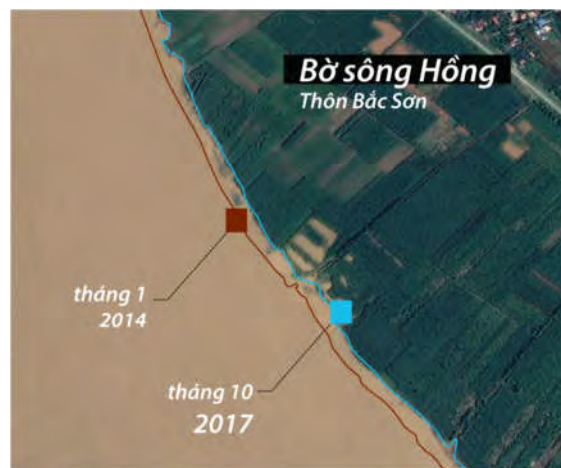 Bờ sông Hồng
Thôn Bắc Sơn
tháng 1
2014
tháng 10
2017